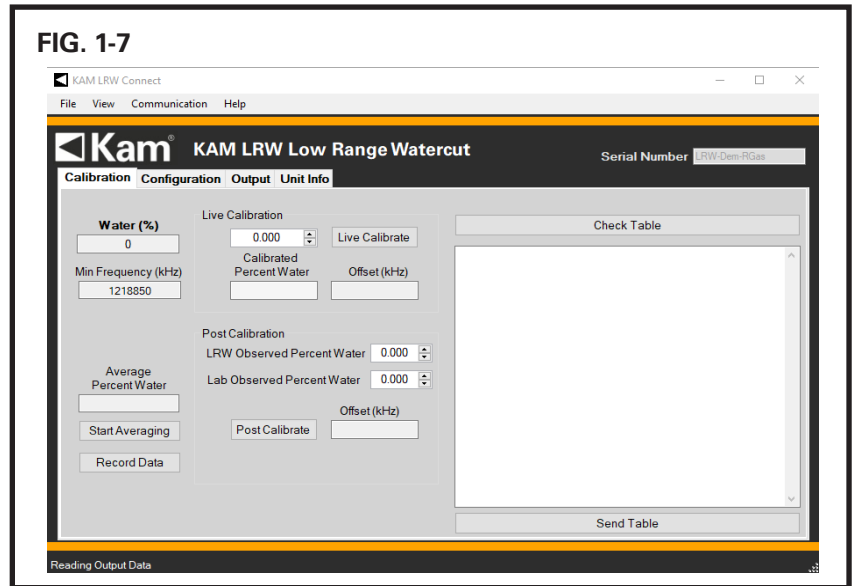 FIG. 1-7
KAM LRW Connect
File View Communication Help
Kam® KAM LRW Low Range Watercut
Serial Number LRW-Dem-RGas
Calibration Configuration Output Unit Info
Water (%)
0
Min Frequency (kHz)
1218850
Average
Percent Water
Start Averaging
Record Data
Live Calibration
0.000 Live Calibrate
Calibrated
Percent Water Offset (kHz)
Post Calibration
LRW Observed Percent Water 0.000
Lab Observed Percent Water 0.000
Offset (kHz)
Post Calibrate
Check Table
Send Table
Reading Output Data